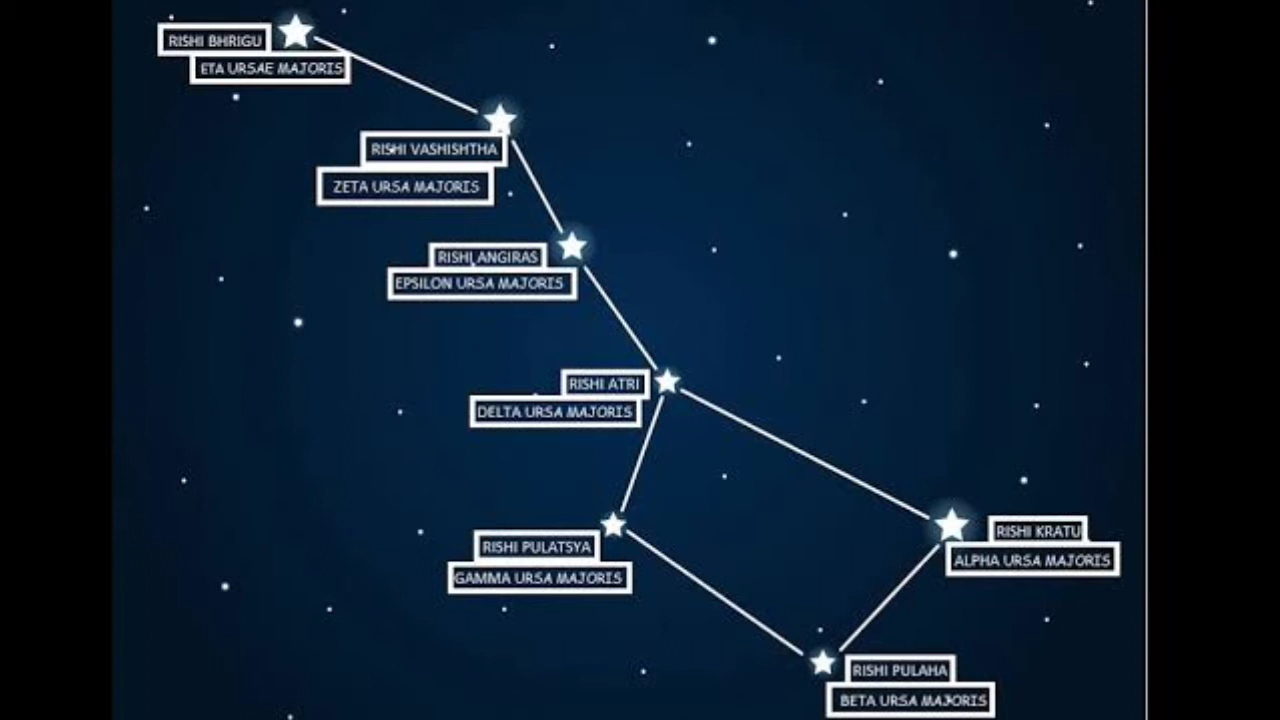 RISHI BHRIGU
ETA URSAE MAJORIS
RISHI VASHISHTHA
ZETA URSA MAJORIS
RISHI ANGIRAS
EPSILON URSA MAJORIS
RISHI ATRI
DELTA URSA MAJORIS
RISHI KRATU
ALPHA URSA MAJORIS
RISHI PULATSYA
GAMMA URSA MAJORIS
RISHI PULAHA
BETA URSA MAJORIS